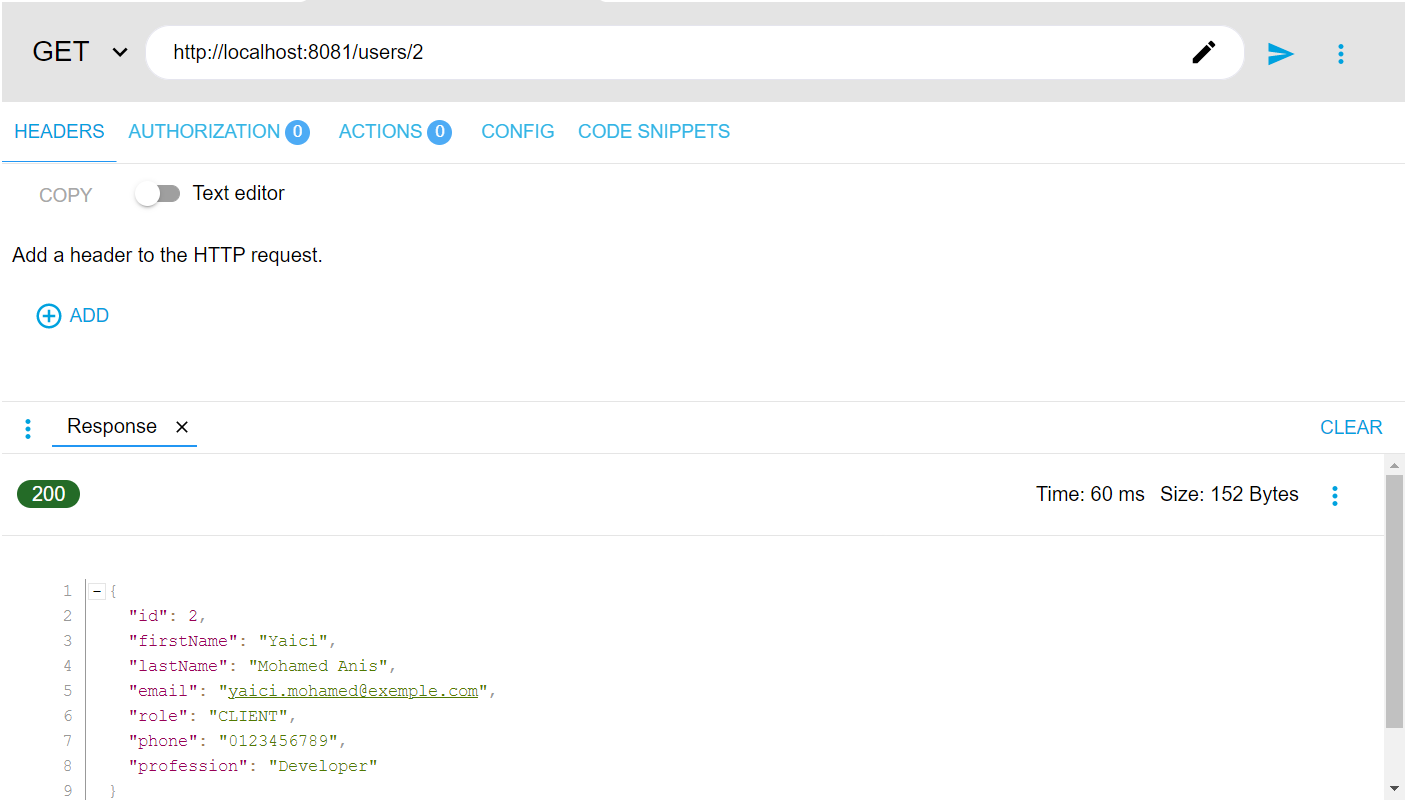 GET http://localhost:8081/users/2
HEADERS AUTHORIZATION 0 ACTIONS 0 CONFIG CODE SNIPPETS
COPY Text editor
Add a header to the HTTP request.
ADD
Response × CLEAR
200 Time: 60 ms Size: 152 Bytes
1 {
2 "id": 2,
3 "firstName": "Yaici",
4 "lastName": "Mohamed Anis",
5 "email": "yaici.mohamed@exemple.com",
6 "role": "CLIENT",
7 "phone": "0123456789",
8 "profession": "Developer"
9 }